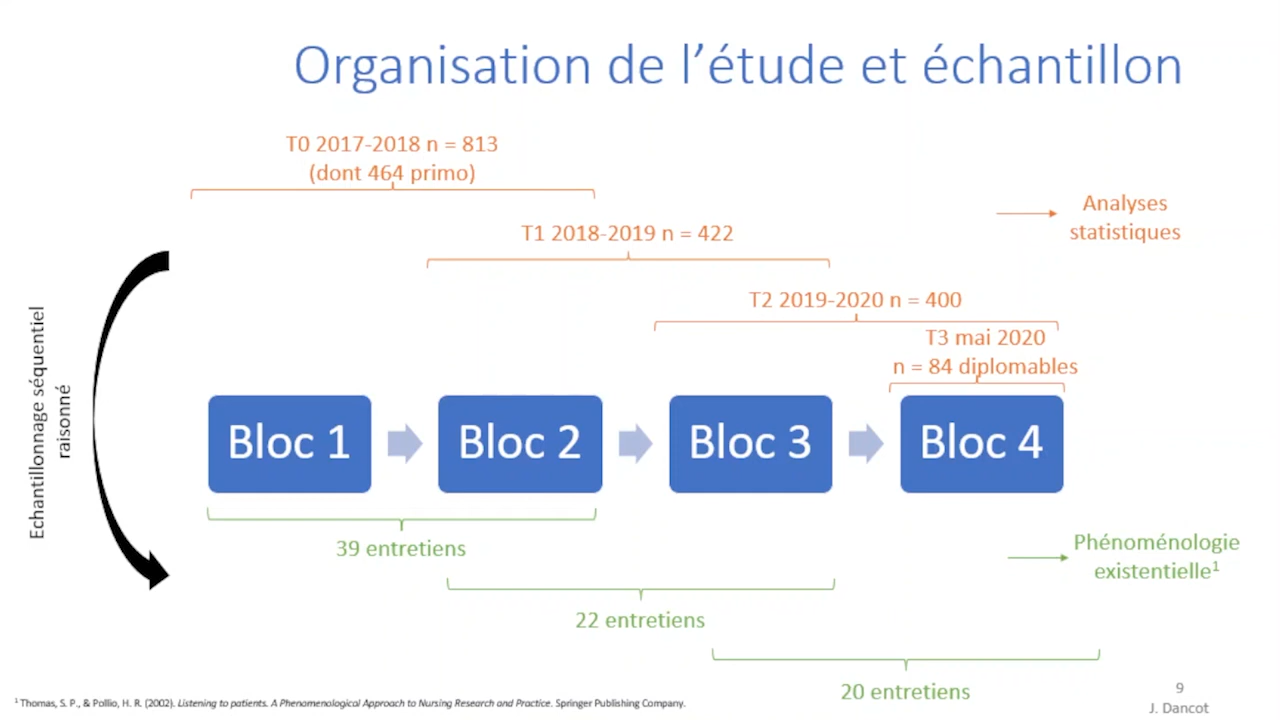 Organisation de l’étude et échantillon
T0 2017-2018 n = 813
(dont 464 primo)
T1 2018-2019 n = 422
Analyses
statistiques
T2 2019-2020 n = 400
T3 mai 2020
n = 84 diplomables
Echantillonnage séquentiel
raisonné
Bloc 1
Bloc 2
Bloc 3
Bloc 4
39 entretiens
22 entretiens
20 entretiens
Phénoménologie
existentielle¹
¹ Thomas, S. P., & Pollio, H. R. (2002). Listening to patients. A Phenomenological Approach to Nursing Research and Practice. Springer Publishing Company.
9
J. Dancot